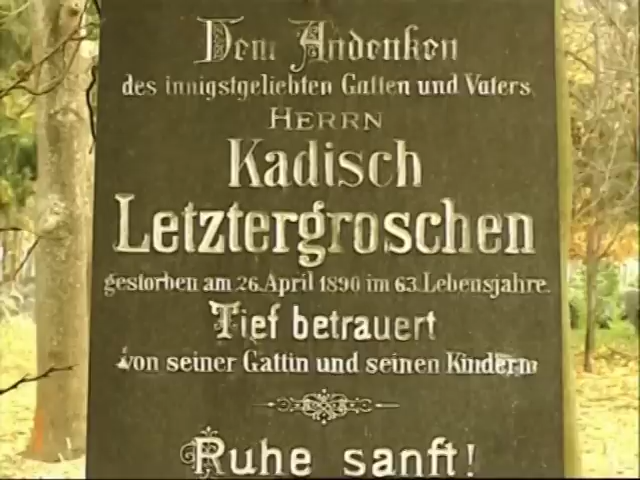 Dem Andenken
des innigstgeliebten Gatten und Vaters,
HERRN
Kadisch
Letztergroschen
gestorben am 26. April 1890 im 63. Lebensjahre.
Tief betrauert
von seiner Gattin und seinen Kindern
Ruhe sanft!